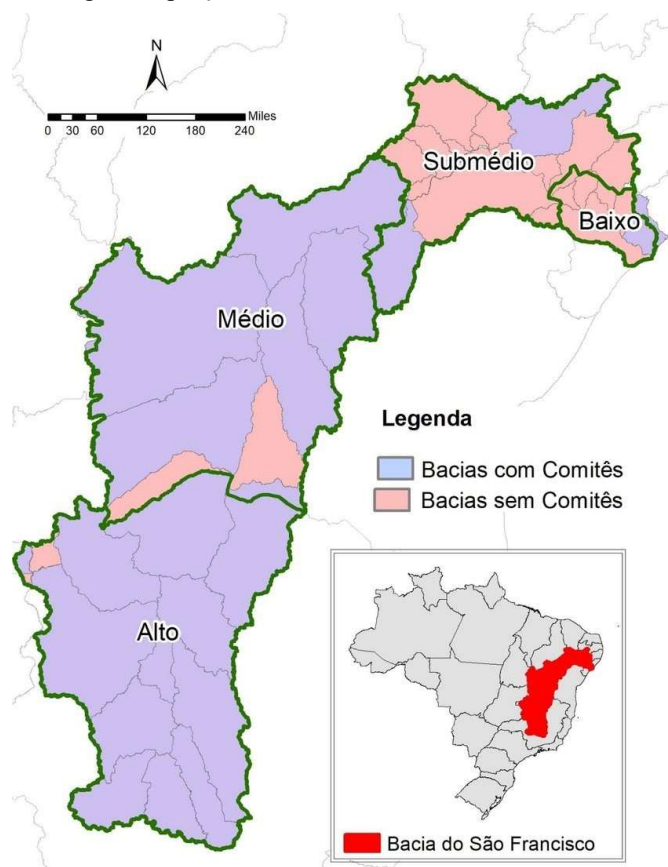 N
Miles
0 30 60 120 180 240
Submédio
Baixo
Médio
Legenda
Bacias com Comitês
Bacias sem Comitês
Alto
Bacia do São Francisco